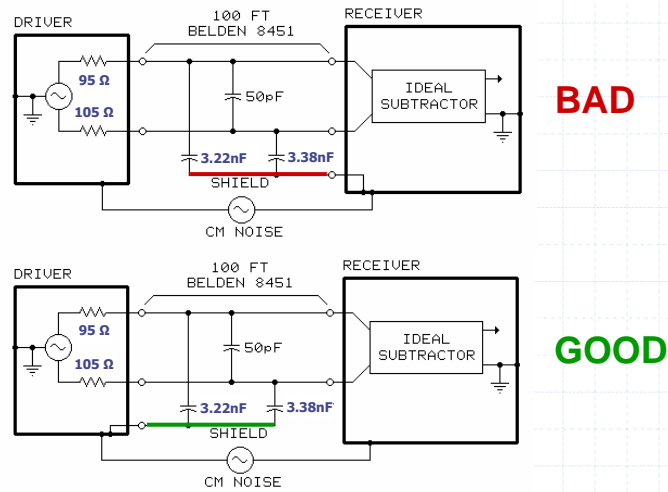 100 FT
BELDEN 8451
DRIVER
RECEIVER
95 Ω
105 Ω
50pF
IDEAL
SUBTRACTOR
BAD
3.22nF
3.38nF
SHIELD
CM NOISE
100 FT
BELDEN 8451
DRIVER
RECEIVER
95 Ω
105 Ω
50pF
IDEAL
SUBTRACTOR
GOOD
3.22nF
3.38nF
SHIELD
CM NOISE